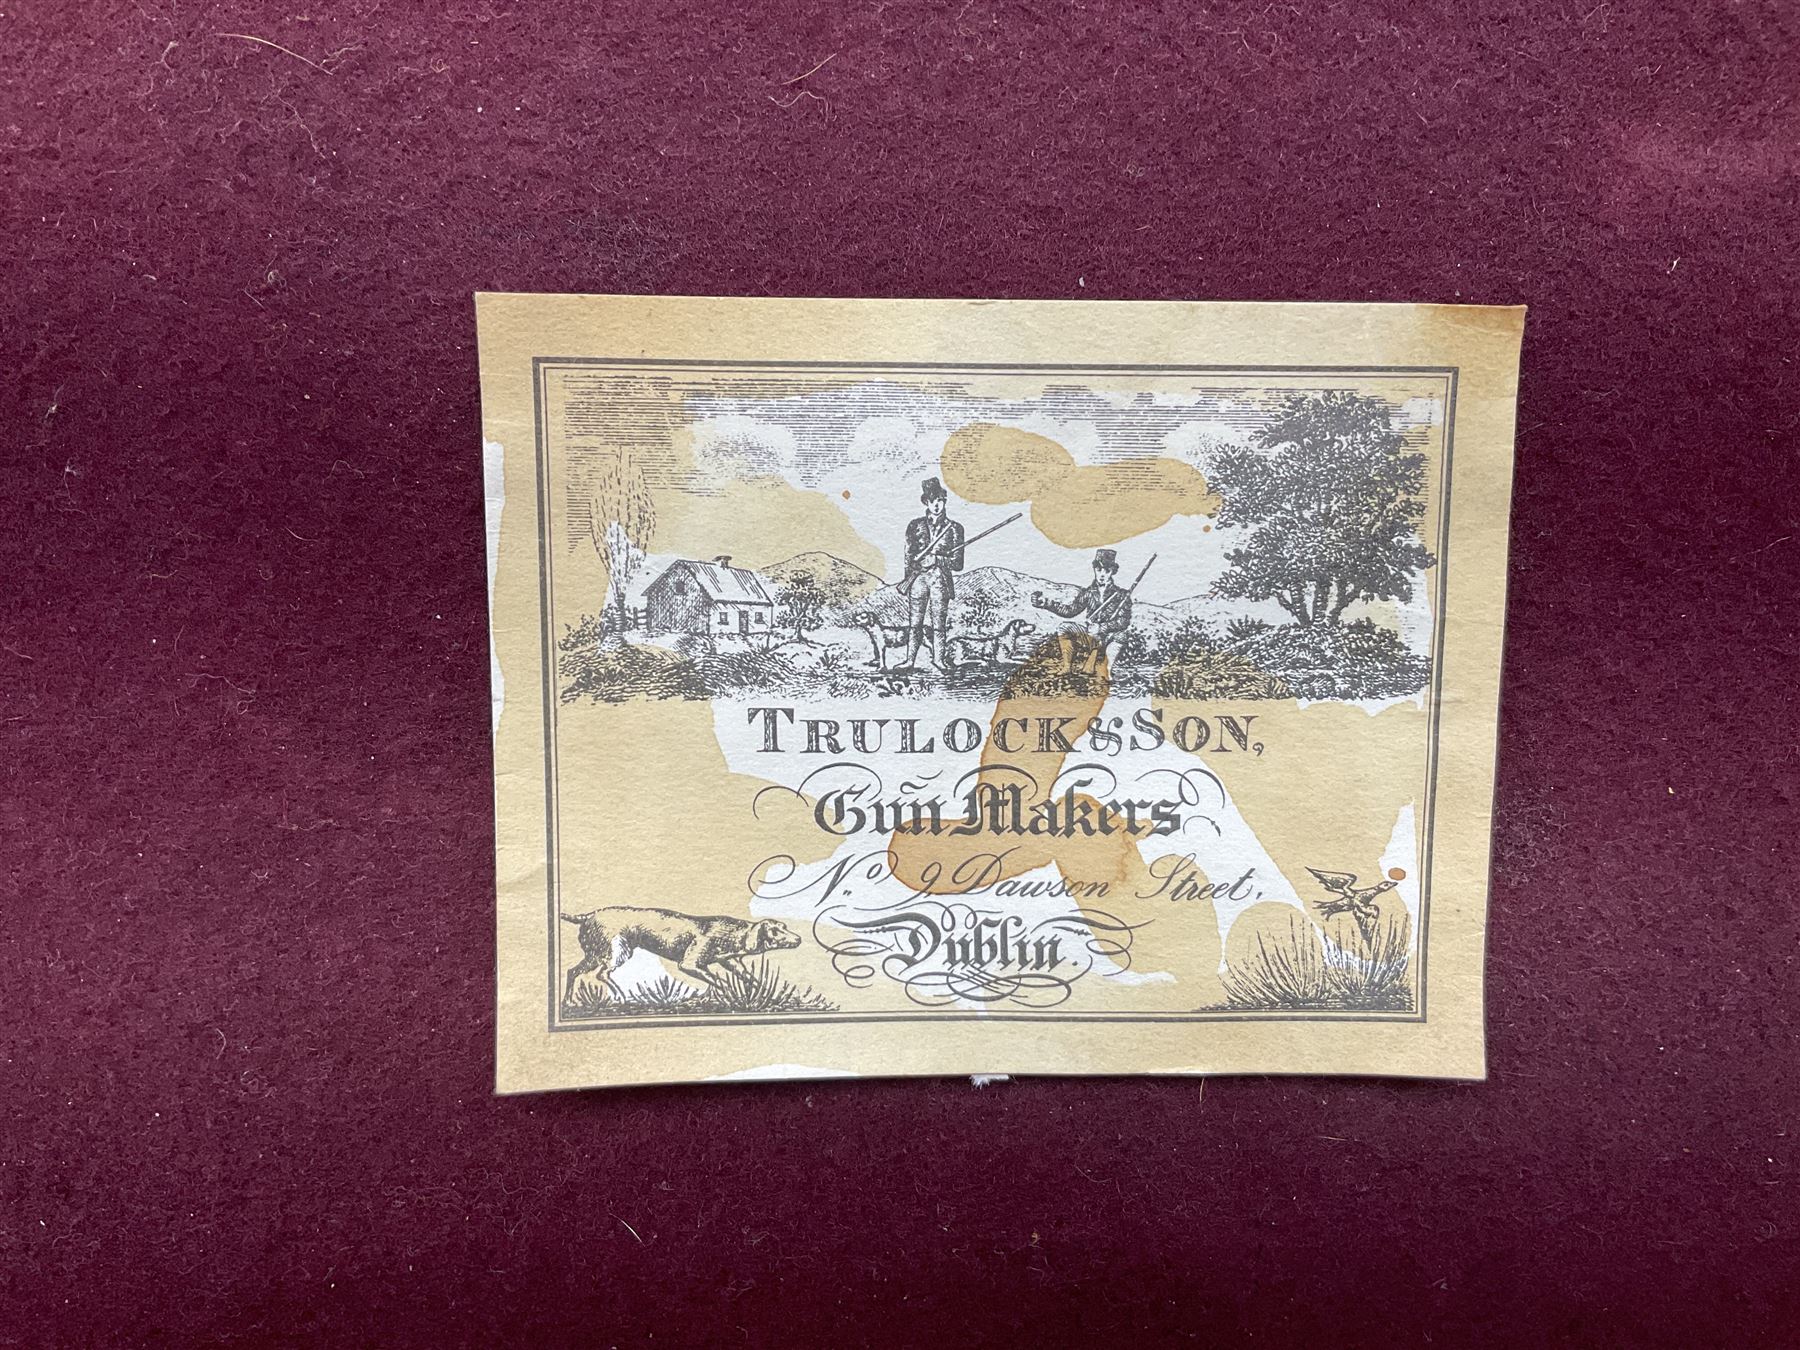 TRULOCK & SON,
Gun Makers
No. 9 Dawson Street.
Dublin.